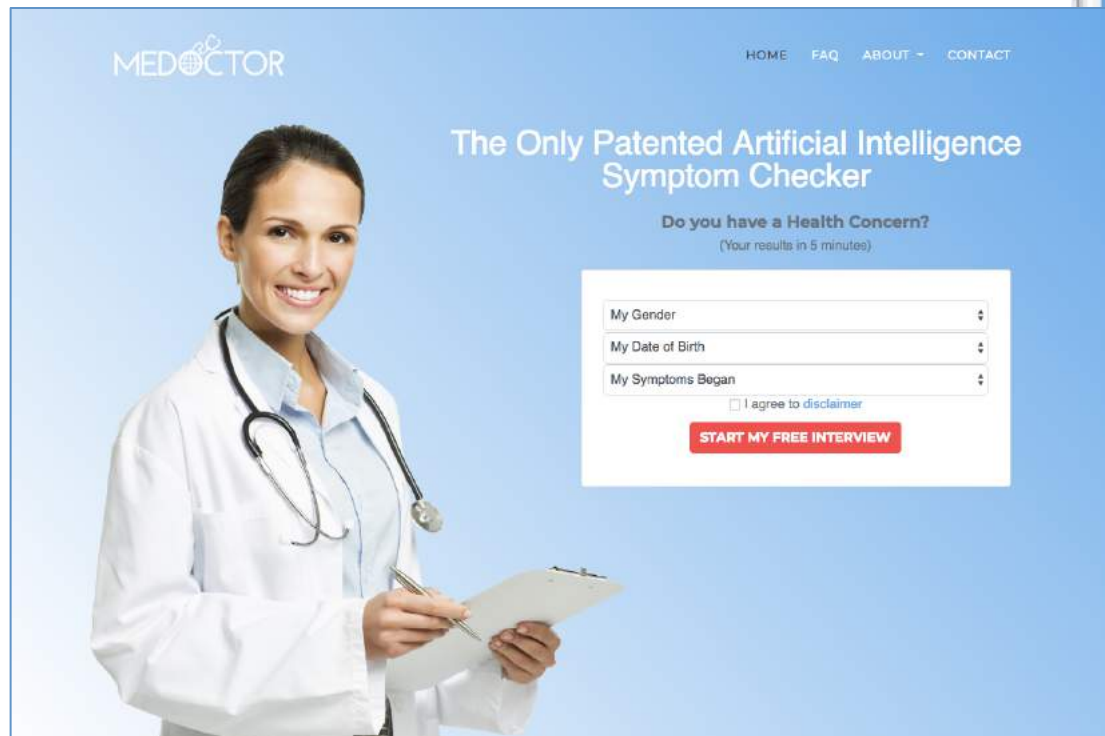 MEDOCTOR
HOME FAQ ABOUT CONTACT
The Only Patented Artificial Intelligence
Symptom Checker
Do you have a Health Concern?
(Your results in 5 minutes)
My Gender
My Date of Birth
My Symptoms Began
I agree to disclaimer
START MY FREE INTERVIEW